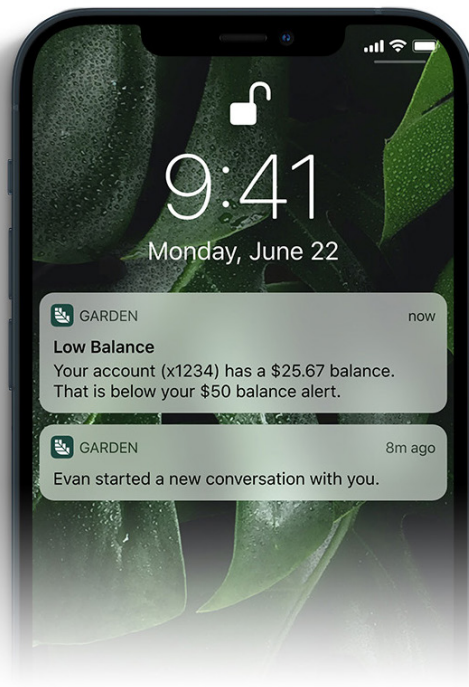 9:41
Monday, June 22
GARDEN
now
Low Balance
Your account (x1234) has a $25.67 balance.
That is below your $50 balance alert.
GARDEN
8m ago
Evan started a new conversation with you.